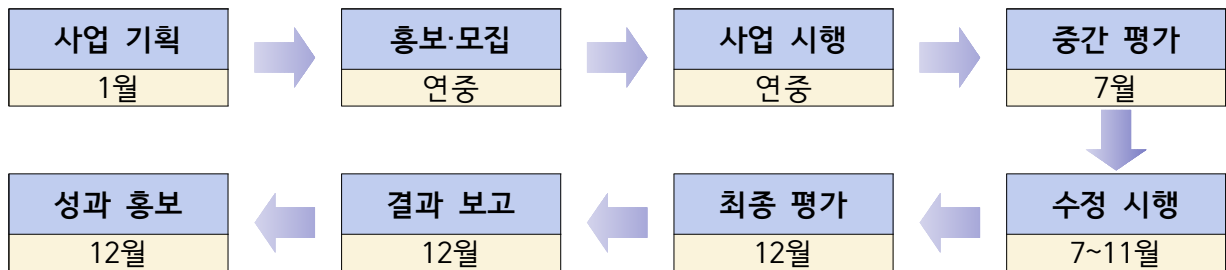 사업 기획
1월
홍보·모집
연중
사업 시행
연중
중간 평가
7월
수정 시행
7~11월
최종 평가
12월
결과 보고
12월
성과 홍보
12월